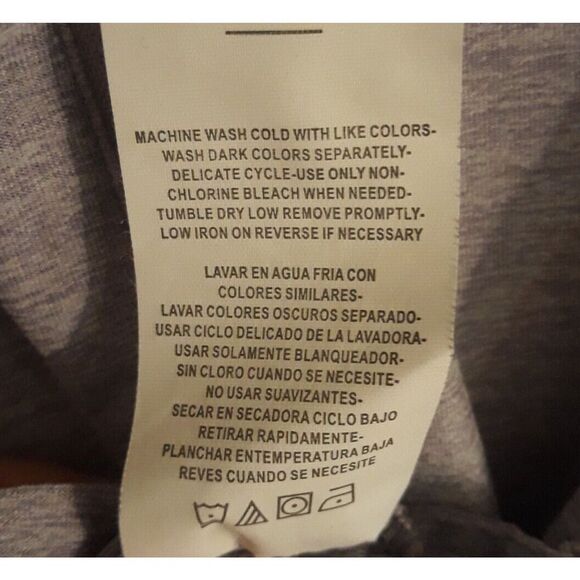 MACHINE WASH COLD WITH LIKE COLORS-
WASH DARK COLORS SEPARATELY-
DELICATE CYCLE-USE ONLY NON-
CHLORINE BLEACH WHEN NEEDED-
TUMBLE DRY LOW REMOVE PROMPTLY-
LOW IRON ON REVERSE IF NECESSARY
LAVAR EN AGUA FRIA CON
COLORES SIMILARES-
LAVAR COLORES OSCUROS SEPARADO-
USAR CICLO DELICADO DE LA LAVADORA-
USAR SOLAMENTE BLANQUEADOR-
SIN CLORO CUANDO SE NECESITE-
NO USAR SUAVIZANTES-
SECAR EN SECADORA CICLO BAJO
RETIRAR RAPIDAMENTE-
PLANCHAR ENTEMPERATURA BAJA
REVES CUANDO SE NECESITE